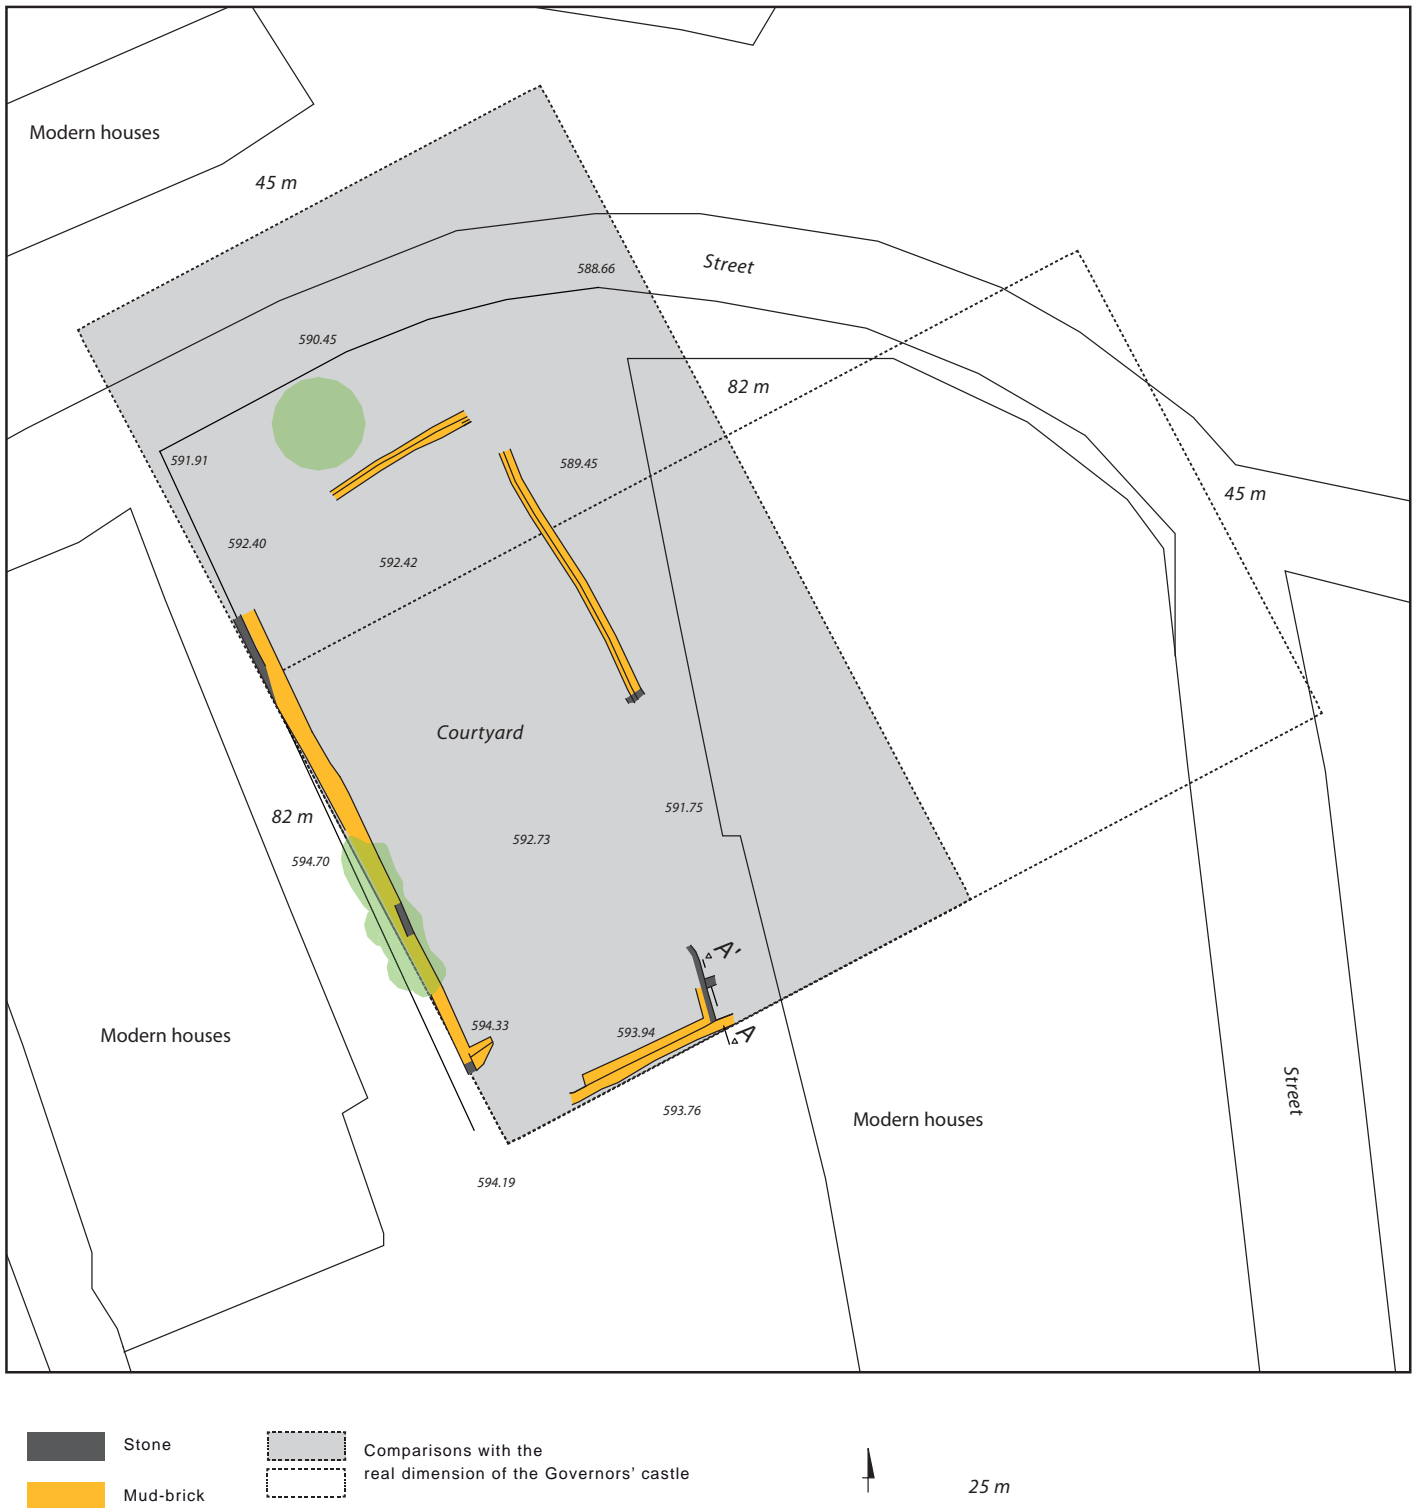 Modern houses
45 m
Street
588.66
590.45
82 m
591.91
589.45
45 m
592.40
592.42
Courtyard
82 m
591.75
594.70
592.73
A'
594.33
593.94
A
Modern houses
593.76
Modern houses
Street
594.19
Stone
Mud-brick
Comparisons with the
real dimension of the Governors' castle
25 m